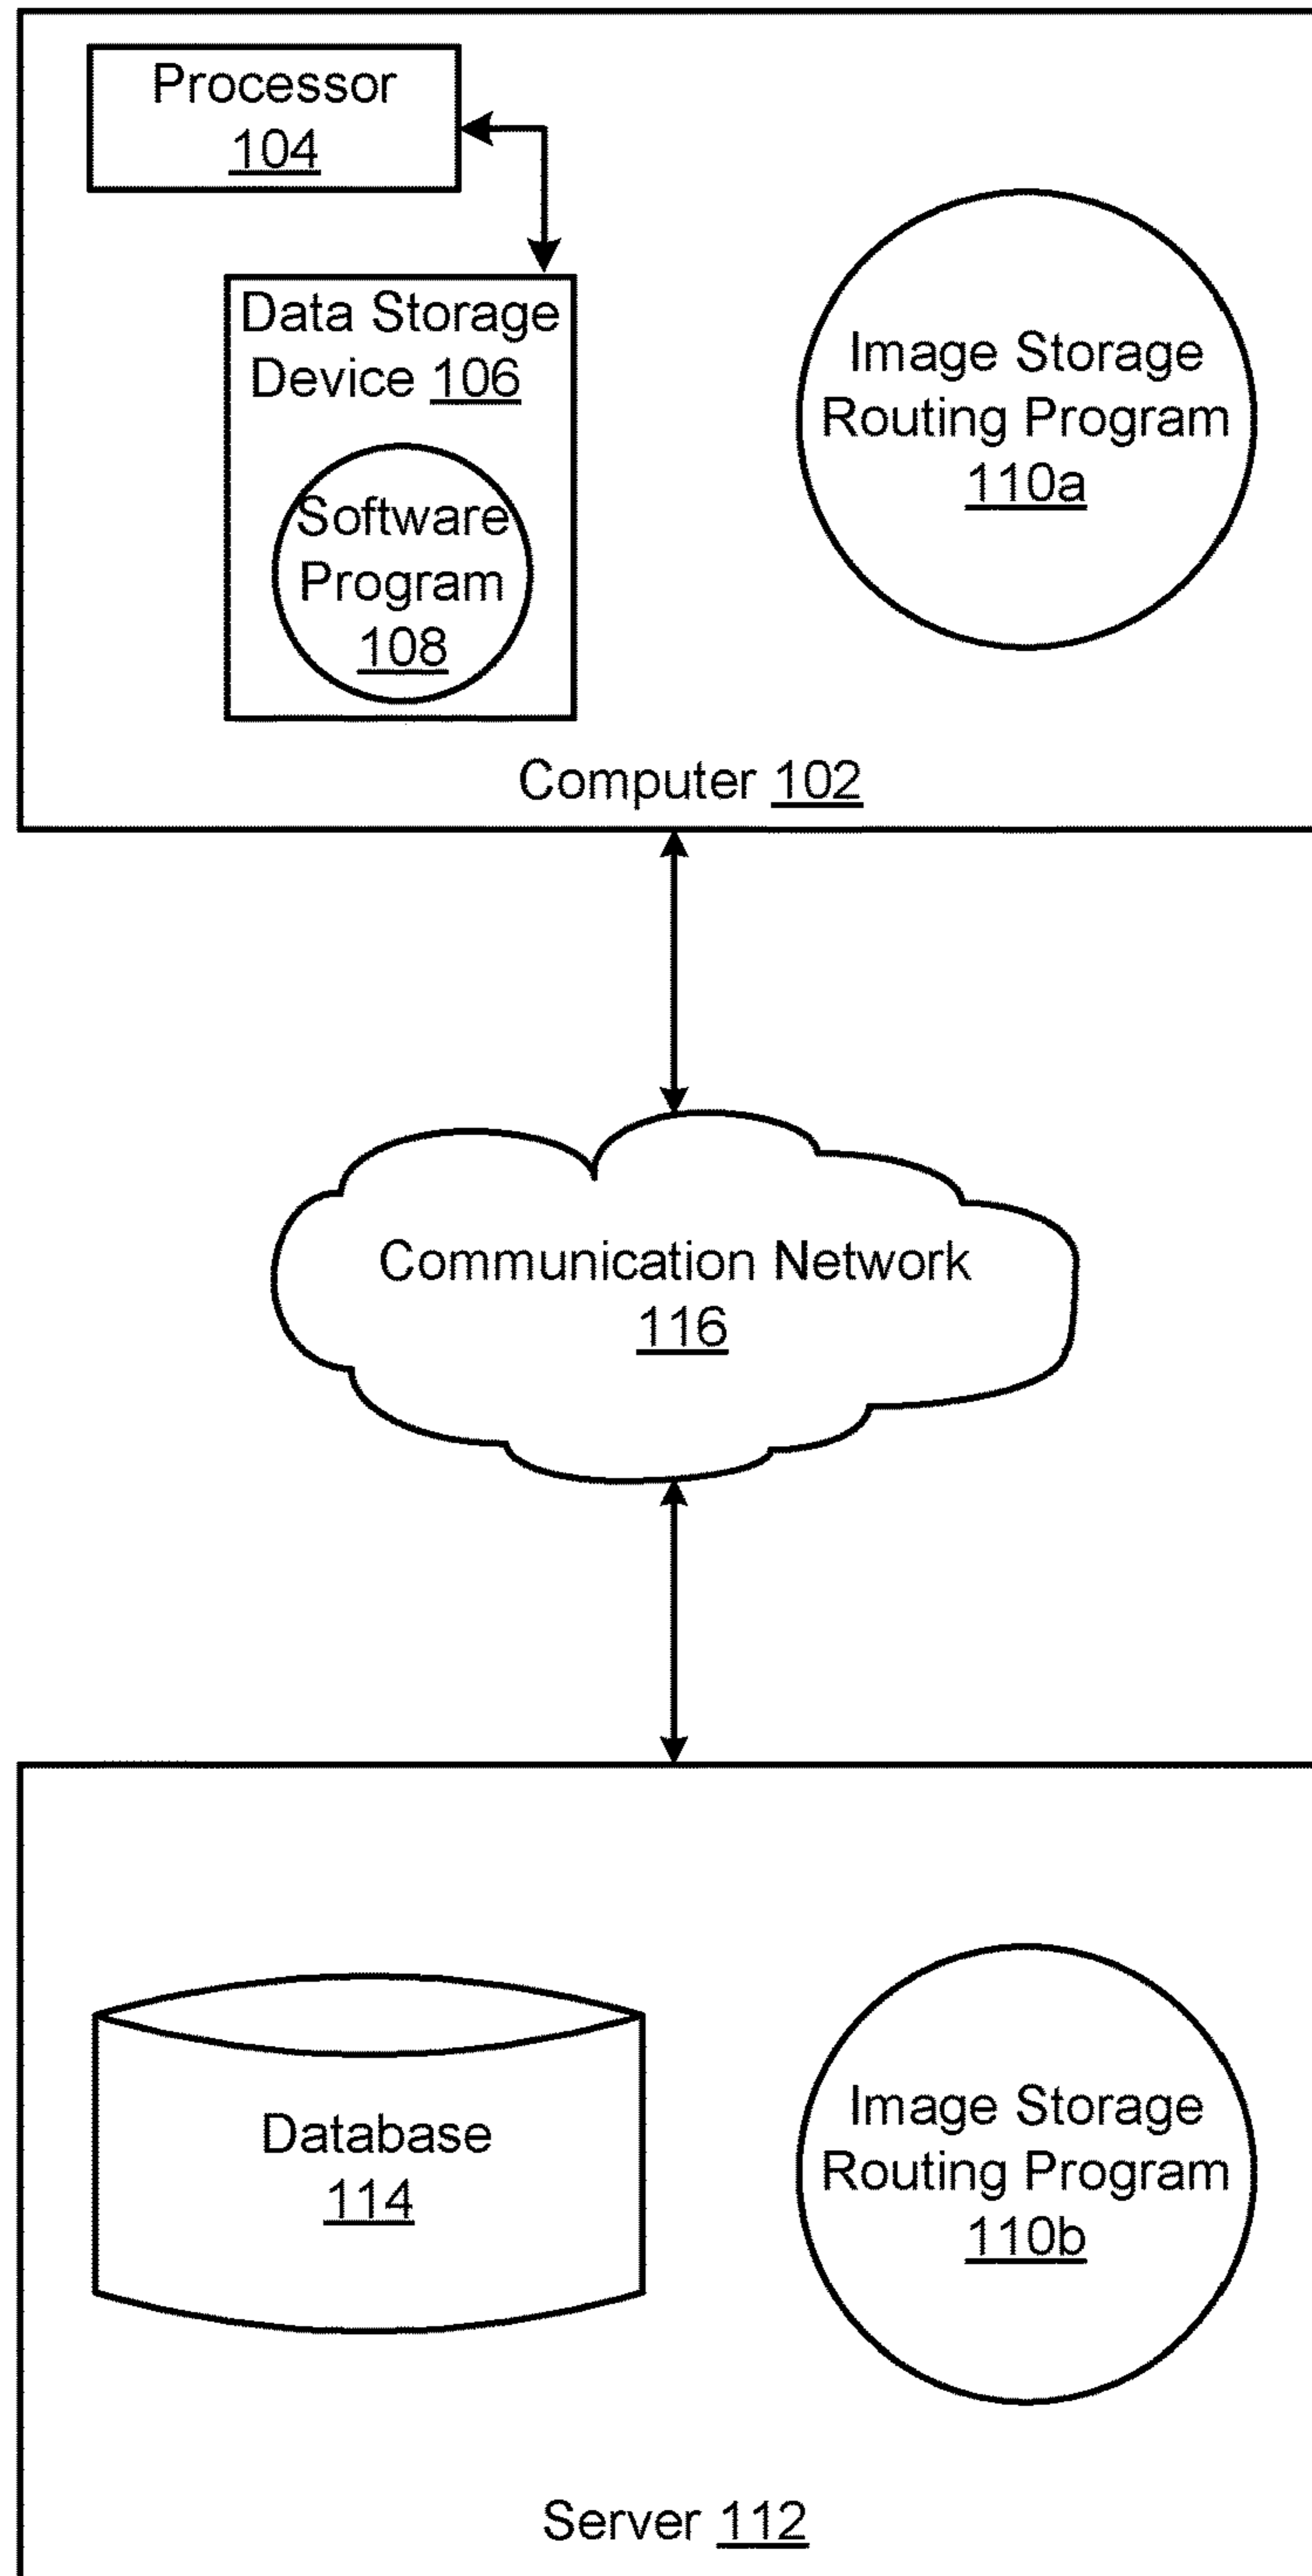 Processor
104
Data Storage
Device 106
Software
Program
108
Image Storage
Routing Program
110a
Computer 102
Communication Network
116
Database
114
Image Storage
Routing Program
110b
Server 112